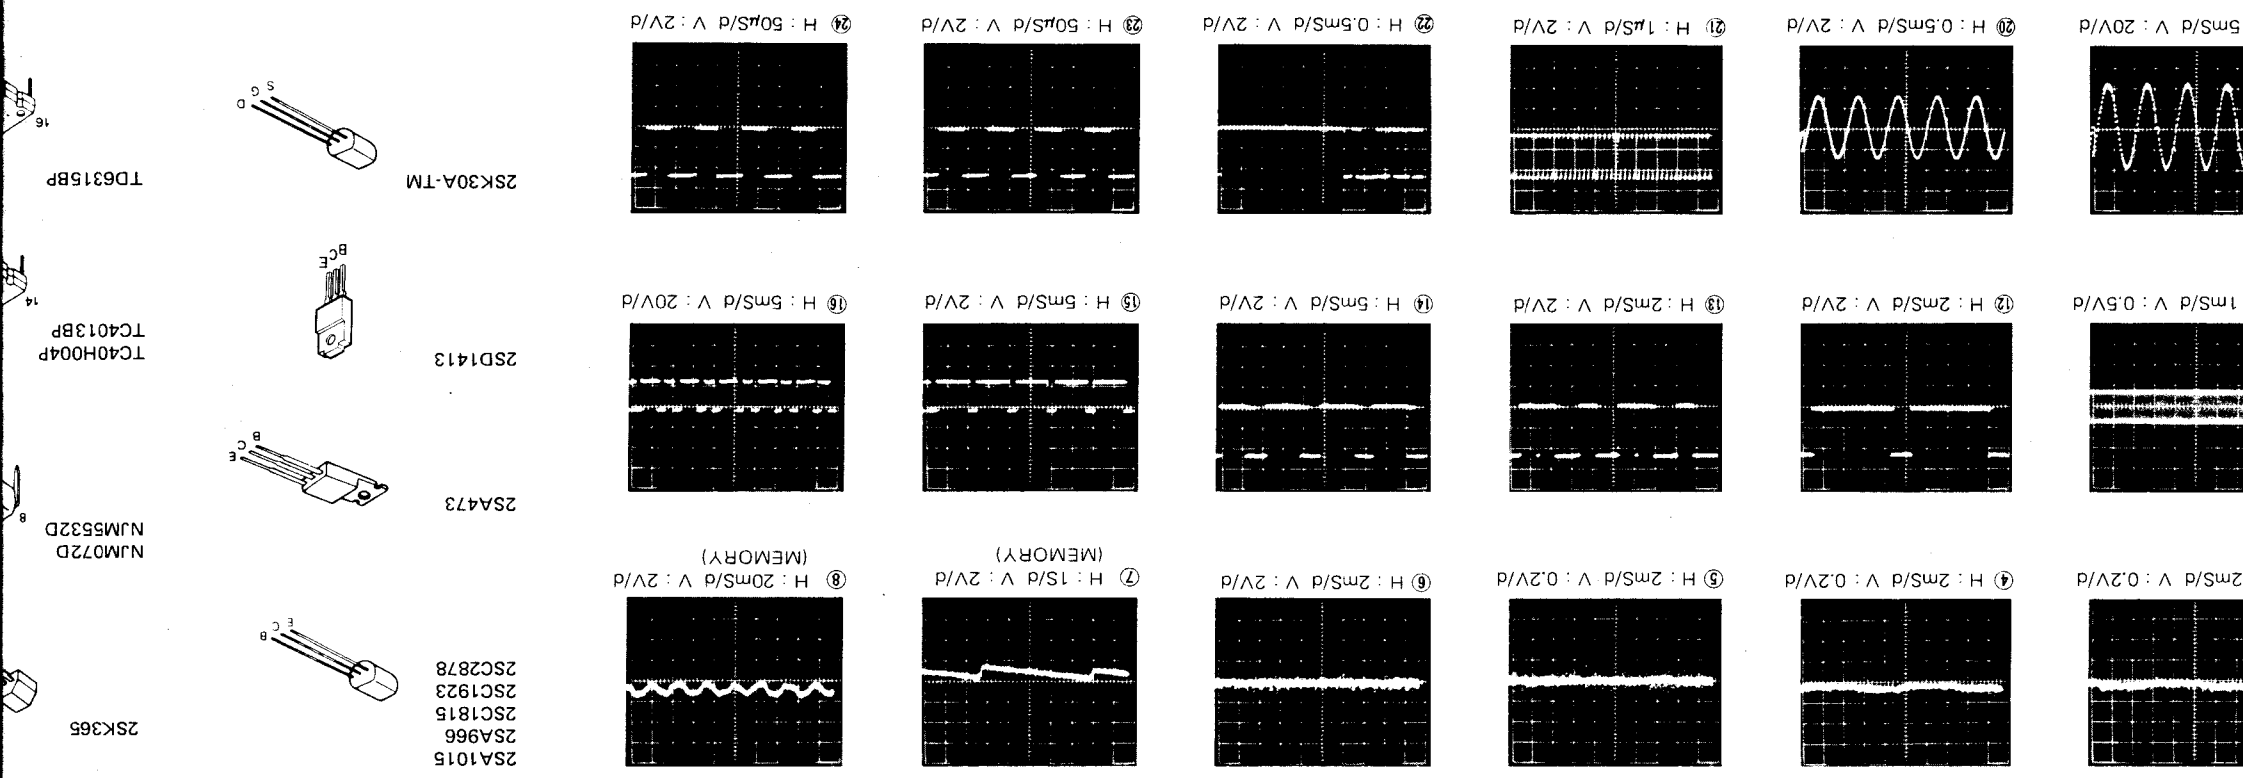 2mS/d V : 0.2V/d
④ H : 2mS/d V : 0.2V/d
⑤ H : 2mS/d V : 0.2V/d
⑥ H : 2mS/d V : 2V/d
⑦ H : 1S/d V : 2V/d
(MEMORY)
⑧ H : 20mS/d V : 2V/d
(MEMORY)
1mS/d V : 0.5V/d
⑫ H : 2mS/d V : 2V/d
⑬ H : 2mS/d V : 2V/d
⑭ H : 5mS/d V : 2V/d
⑮ H : 5mS/d V : 2V/d
⑯ H : 5mS/d V : 20V/d
5mS/d V : 20V/d
⑳ H : 0.5mS/d V : 2V/d
㉑ H : 1μS/d V : 2V/d
㉒ H : 0.5mS/d V : 2V/d
㉓ H : 50μS/d V : 2V/d
㉔ H : 50μS/d V : 2V/d
2SA1015
2SA966
2SC1815
2SC1923
2SC2878
E C B
2SA473
B C E
2SD1413
B C E
2SK30A-TM
S G D
2SK365
NJM072D
NJM5532D
8
TC40H004P
TC4013BP
14
TD6315BP
16